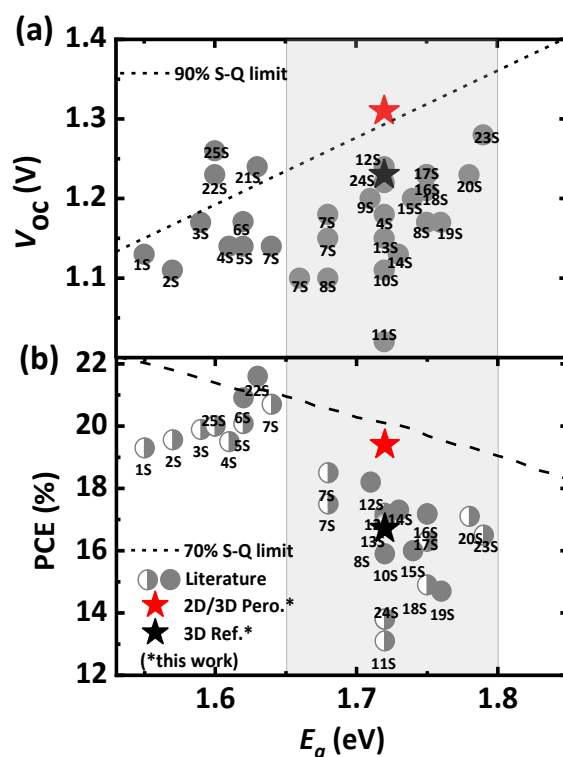 (a)
1.4
1.3
1.2
1.1
V_OC (V)
90% S-Q limit
25S
21S
22S
3S
6S
1S
2S
4S
5S
7S
7S
7S
7S
8S
12S
24S
9S
4S
13S
14S
10S
11S
17S
16S
15S
18S
8S
19S
20S
23S
(b)
22
20
18
16
14
12
PCE (%)
22S
6S
25S
5S
7S
1S
2S
3S
4S
7S
7S
12S
14S
13S
8S
10S
15S
16S
17S
18S
19S
20S
23S
24S
11S
70% S-Q limit
Literature
2D/3D Pero.*
3D Ref.*
(*this work)
1.6
1.7
1.8
E_g (eV)